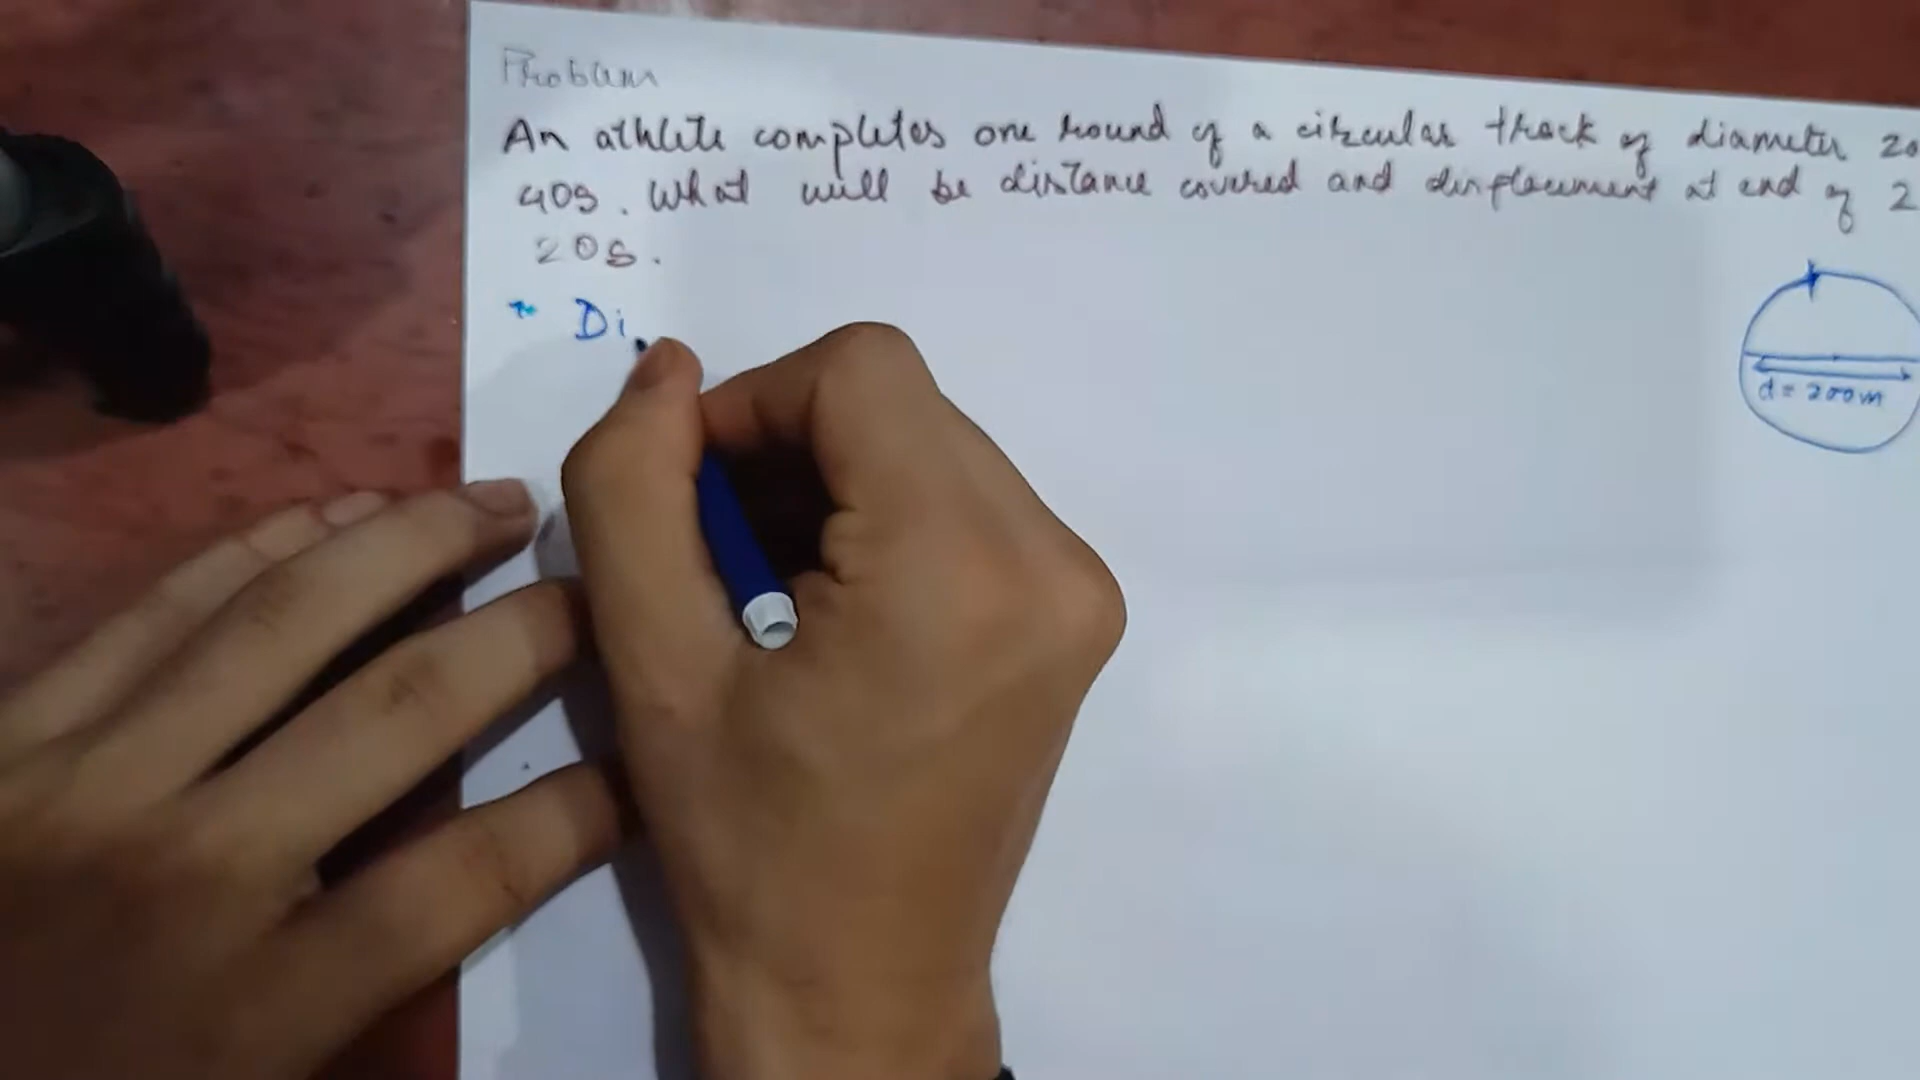 Problem
An athlete completes one round of a circular track of diameter 20
40s. What will be distance covered and displacement at end of 2
20s.
* Di
d = 200m